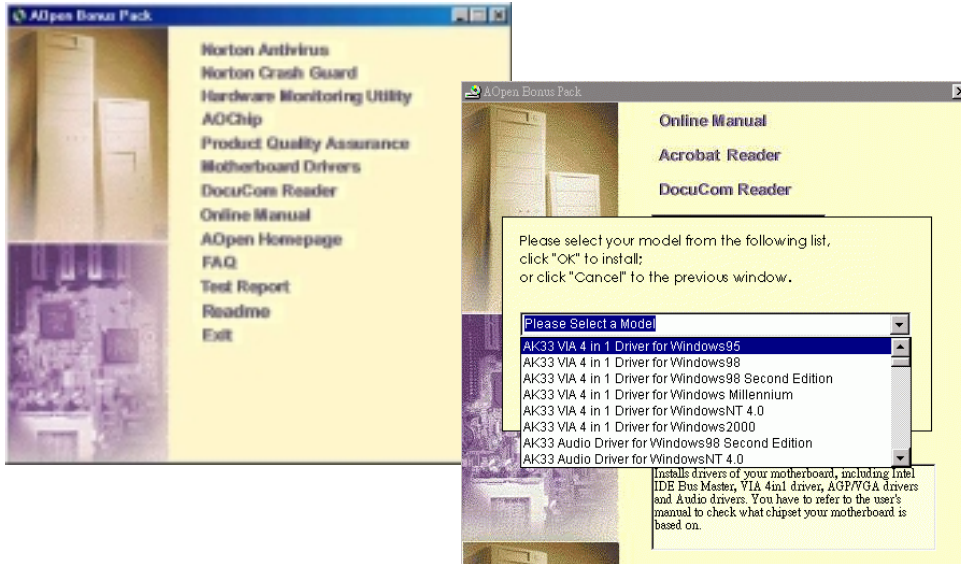 AOpen Bonus Pack
Norton Antivirus
Norton Crash Guard
Hardware Monitoring Utility
AOChip
Product Quality Assurance
Motherboard Drivers
DocuCom Reader
Online Manual
AOpen Homepage
FAQ
Test Report
Readme
Exit
AOpen Bonus Pack
Online Manual
Acrobat Reader
DocuCom Reader
Please select your model from the following list,
click "OK" to install;
or click "Cancel" to the previous window.
Please Select a Model
AK33 VIA 4 in 1 Driver for Windows95
AK33 VIA 4 in 1 Driver for Windows98
AK33 VIA 4 in 1 Driver for Windows98 Second Edition
AK33 VIA 4 in 1 Driver for Windows Millennium
AK33 VIA 4 in 1 Driver for WindowsNT 4.0
AK33 VIA 4 in 1 Driver for Windows2000
AK33 Audio Driver for Windows98 Second Edition
AK33 Audio Driver for WindowsNT 4.0
Installs drivers of your motherboard, including Intel
IDE Bus Master, VIA 4in1 driver, AGP/VGA drivers
and Audio drivers. You have to refer to the user's
manual to check what chipset your motherboard is
based on.